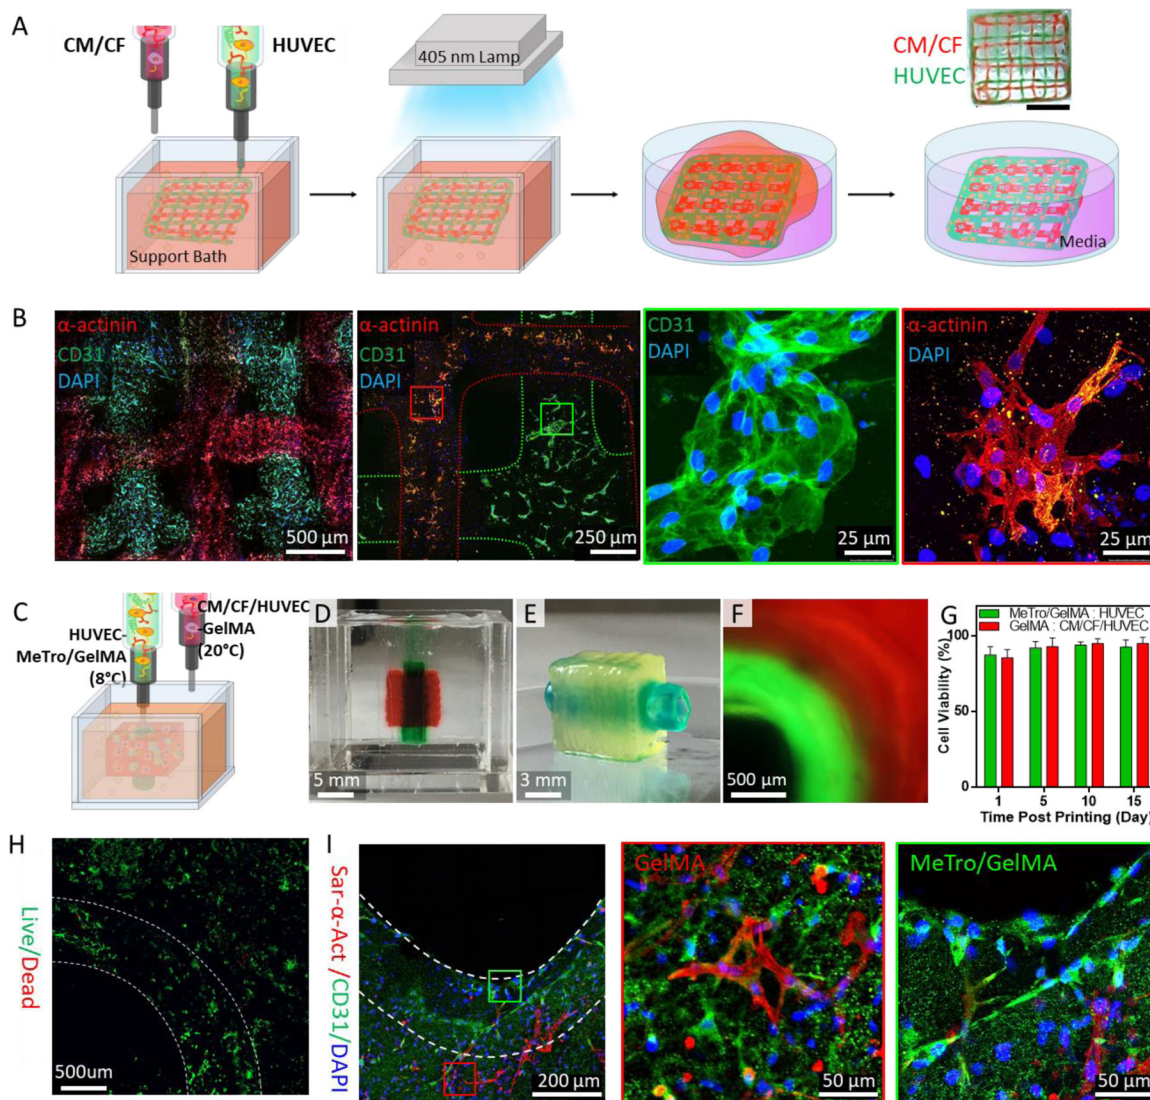 A
CM/CF
HUVEC
405 nm Lamp
CM/CF
HUVEC
Support Bath
Media
B
α-actinin
CD31
DAPI
500 µm
α-actinin
CD31
DAPI
250 µm
CD31
DAPI
25 µm
α-actinin
DAPI
25 µm
C
HUVEC-
MeTro/GelMA
(8°C)
CM/CF/HUVEC
-GelMA
(20°C)
D
5 mm
E
3 mm
F
500 µm
G
MeTro/GelMA : HUVEC
GelMA : CM/CF/HUVEC
Cell Viability (%)
100
50
0
1 5 10 15
Time Post Printing (Day)
H
Live/Dead
500um
I
Sar-α-Act /CD31/DAPI
200 µm
GelMA
50 µm
MeTro/GelMA
50 µm